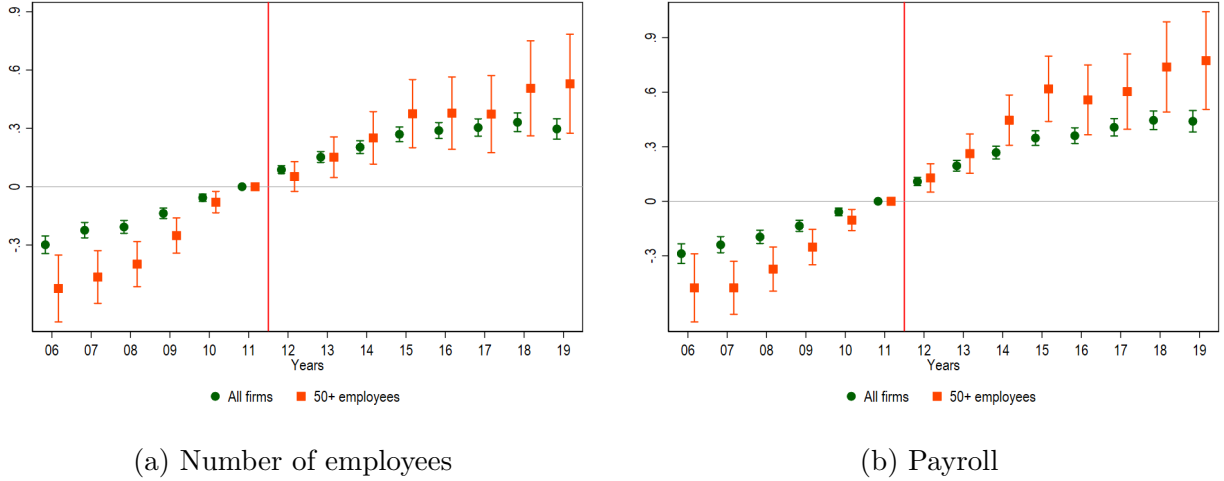 .9
.6
.3
0
-.3
06 07 08 09 10 11 12 13 14 15 16 17 18 19
Years
All firms 50+ employees
(a) Number of employees
.9
.6
.3
0
-.3
06 07 08 09 10 11 12 13 14 15 16 17 18 19
Years
All firms 50+ employees
(b) Payroll